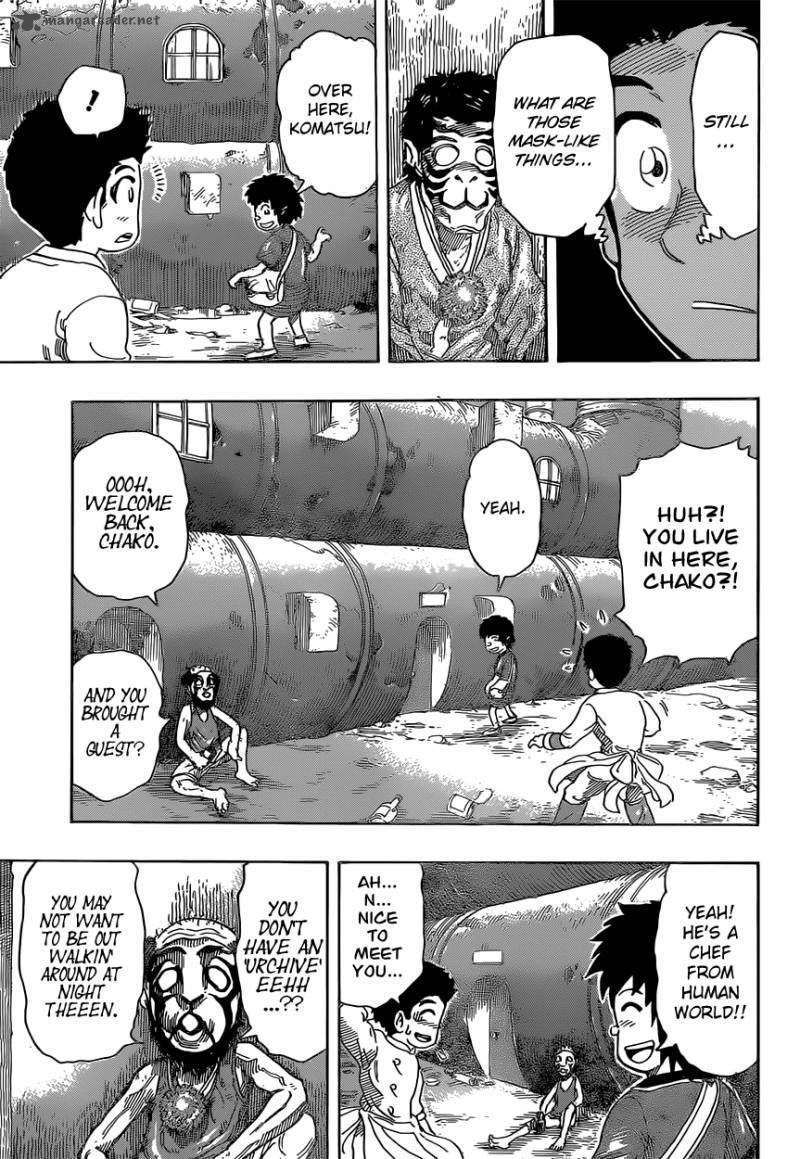 mangareader.net
STILL
...
WHAT ARE
THOSE
MASK-LIKE
THINGS...
OVER
HERE,
KOMATSU!
!
HUH?!
YOU LIVE
IN HERE,
CHAKO?!
YEAH.
OOOH,
WELCOME
BACK,
CHAKO.
AND YOU
BROUGHT
A
GUEST?
YEAH!
HE'S A
CHEF
FROM
HUMAN
WORLD!!
AH...
N...
NICE
TO
MEET
YOU...
YOU
DON'T
HAVE AN
'URCHIVE'
EEHH
...??
YOU MAY
NOT WANT
TO BE OUT
WALKIN'
AROUND AT
NIGHT
THEEEN.